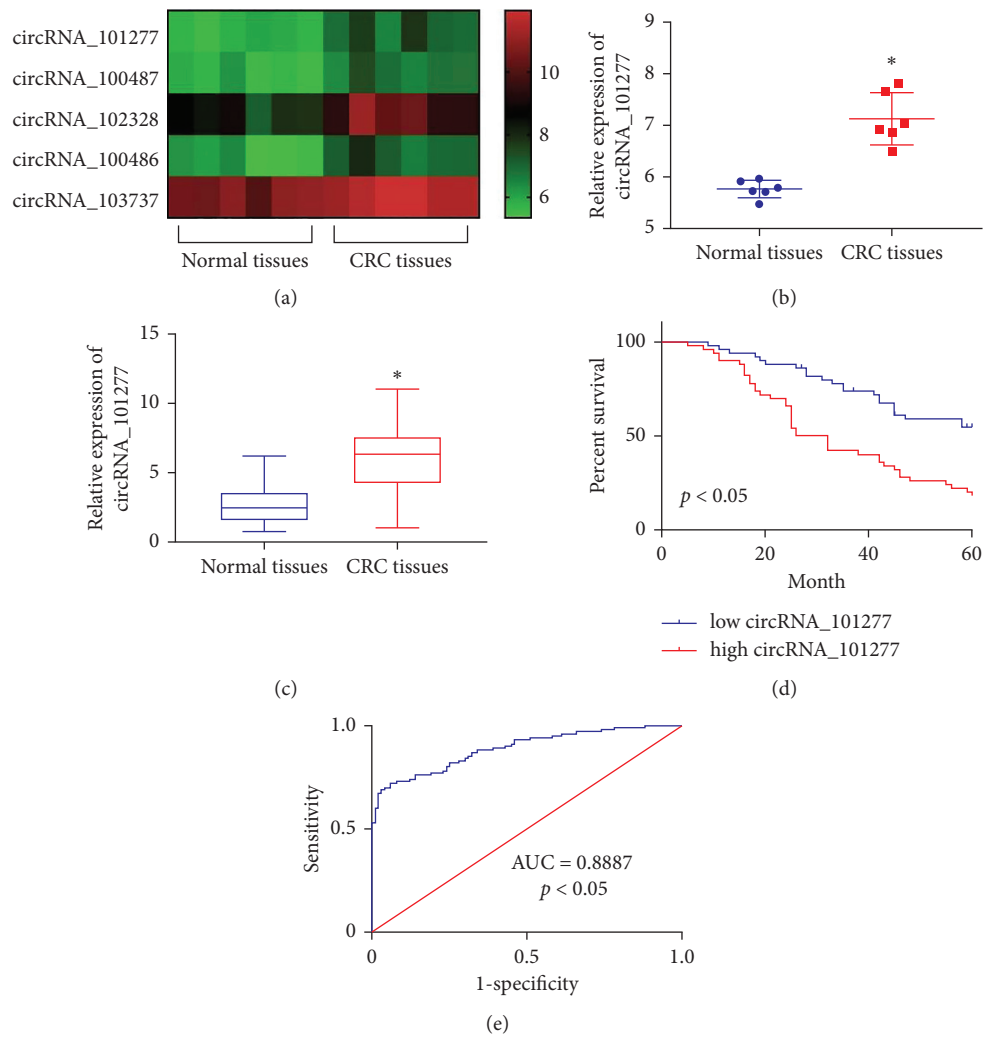 circRNA_101277
circRNA_100487
circRNA_102328
circRNA_100486
circRNA_103737
10
8
6
Normal tissues
CRC tissues
(a)
Relative expression of
circRNA_101277
9
8
7
6
5
*
Normal tissues
CRC tissues
(b)
Relative expression of
circRNA_101277
15
10
5
0
*
Normal tissues
CRC tissues
(c)
Percent survival
100
50
0
p < 0.05
0
20
40
60
Month
low circRNA_101277
high circRNA_101277
(d)
Sensitivity
1.0
0.5
0
AUC = 0.8887
p < 0.05
0
0.5
1.0
1-specificity
(e)